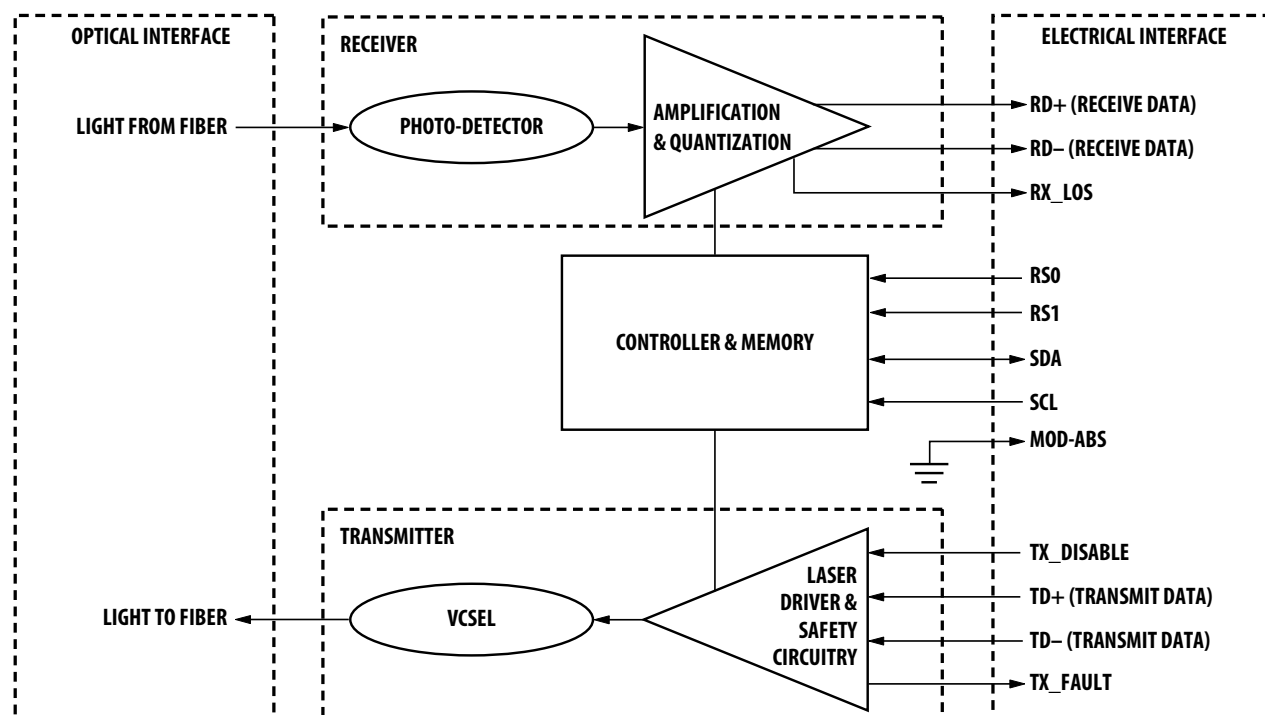 OPTICAL INTERFACE
RECEIVER
ELECTRICAL INTERFACE
LIGHT FROM FIBER
PHOTO-DETECTOR
AMPLIFICATION
& QUANTIZATION
RD+ (RECEIVE DATA)
RD– (RECEIVE DATA)
RX_LOS
CONTROLLER & MEMORY
RS0
RS1
SDA
SCL
MOD-ABS
TRANSMITTER
LIGHT TO FIBER
VCSEL
LASER
DRIVER &
SAFETY
CIRCUITRY
TX_DISABLE
TD+ (TRANSMIT DATA)
TD– (TRANSMIT DATA)
TX_FAULT